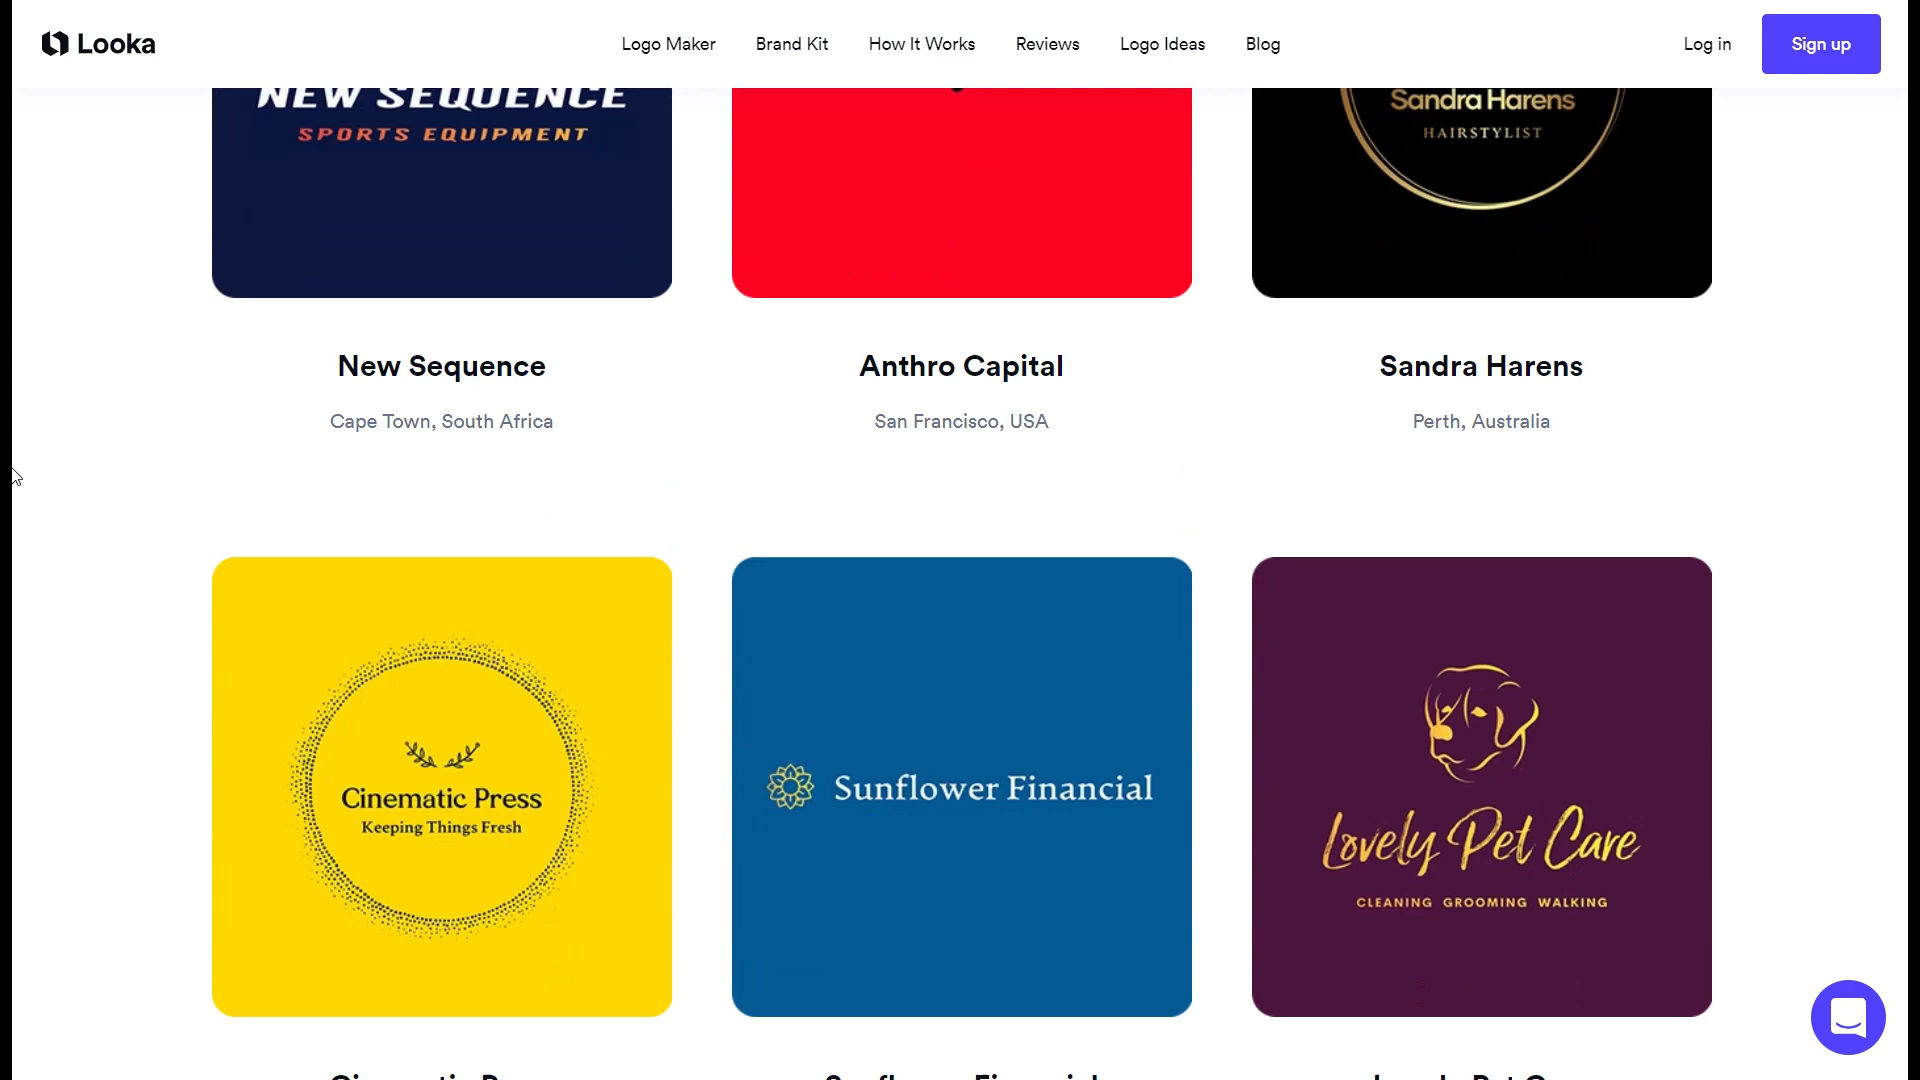 Looka
Logo Maker
Brand Kit
How It Works
Reviews
Logo Ideas
Blog
Log in
Sign up
NEW SEQUENCE
SPORTS EQUIPMENT
Sandra Harens
HAIRSTYLIST
New Sequence
Anthro Capital
Sandra Harens
Cape Town, South Africa
San Francisco, USA
Perth, Australia
Cinematic Press
Keeping Things Fresh
Sunflower Financial
Lovely Pet Care
CLEANING GROOMING WALKING